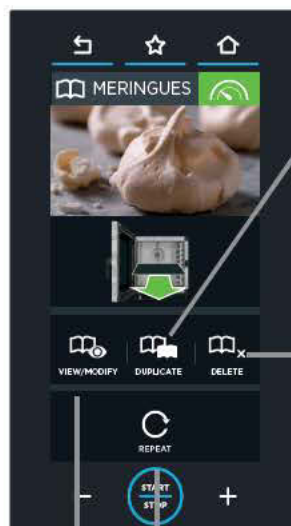 MERINGUES
VIEW/MODIFY DUPLICATE DELETE
REPEAT
- START +
STOP